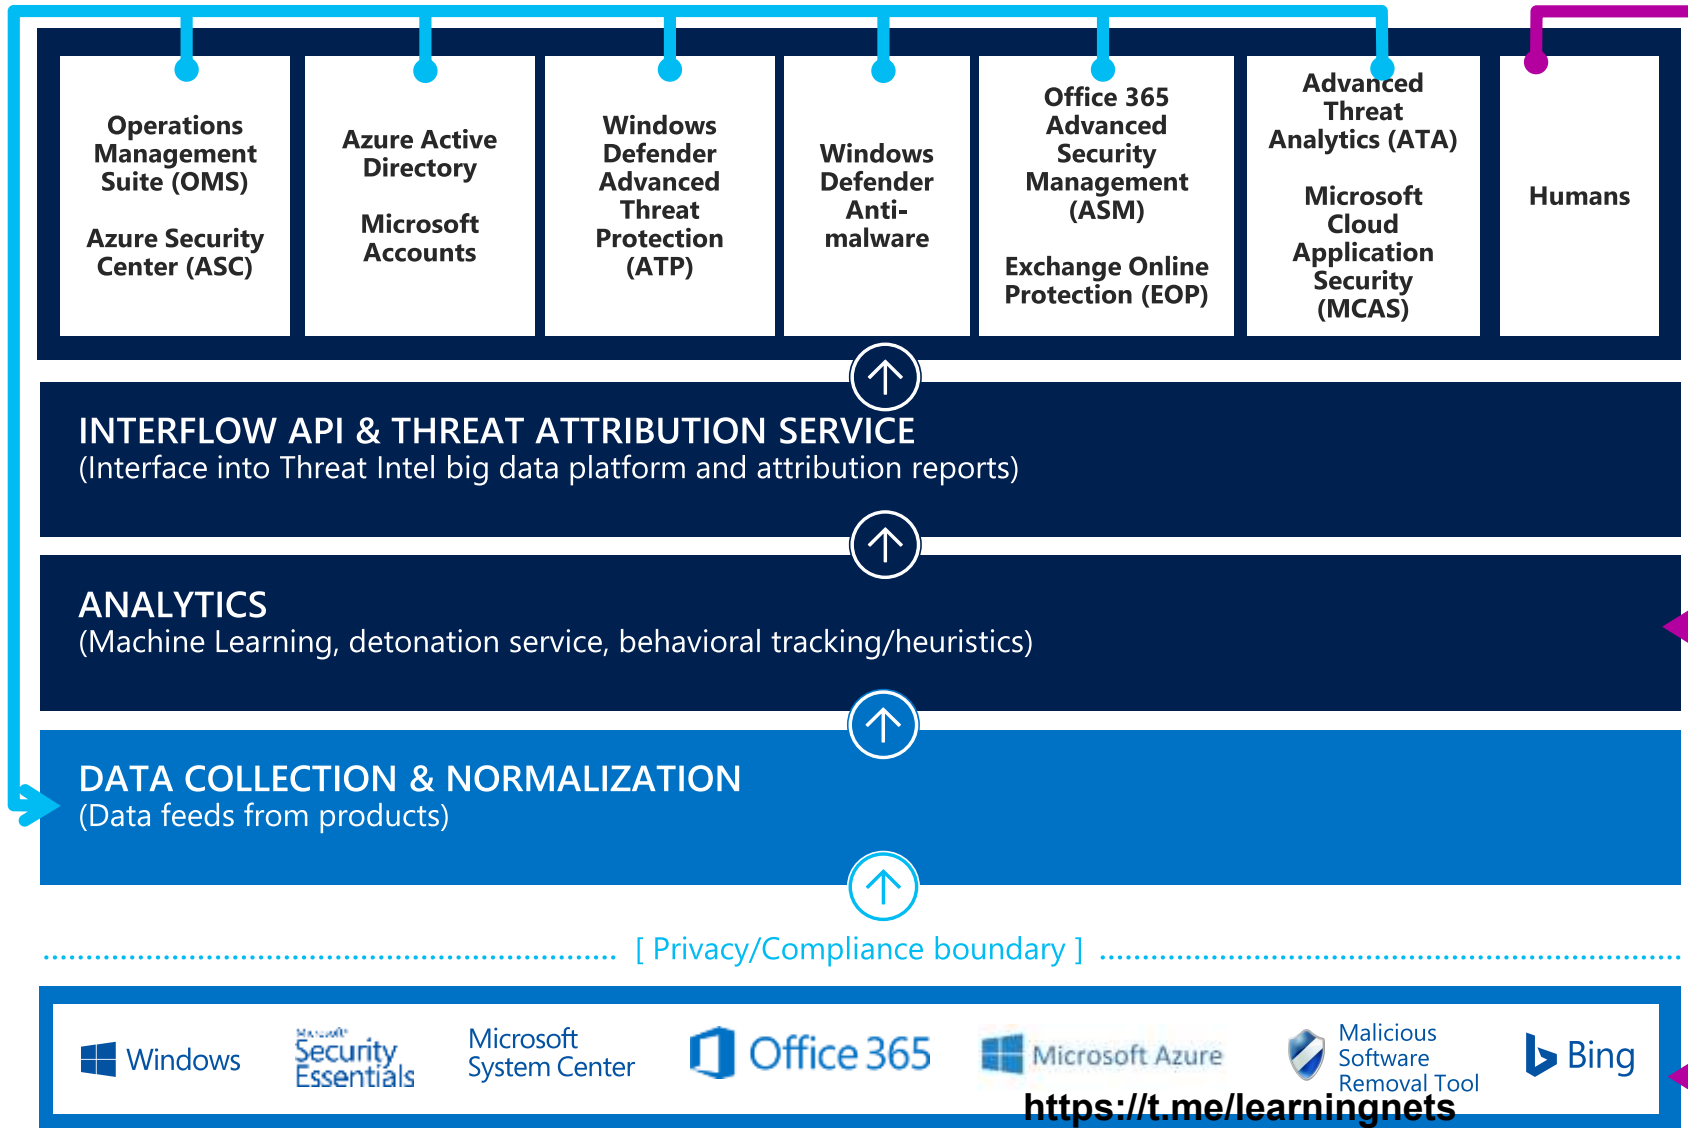 Operations
Management
Suite (OMS)
Azure Security
Center (ASC)
Azure Active
Directory
Microsoft
Accounts
Windows
Defender
Advanced
Threat
Protection
(ATP)
Windows
Defender
Anti-
malware
Office 365
Advanced
Security
Management
(ASM)
Exchange Online
Protection (EOP)
Advanced
Threat
Analytics (ATA)
Microsoft
Cloud
Application
Security
(MCAS)
Humans
INTERFLOW API & THREAT ATTRIBUTION SERVICE
(Interface into Threat Intel big data platform and attribution reports)
ANALYTICS
(Machine Learning, detonation service, behavioral tracking/heuristics)
DATA COLLECTION & NORMALIZATION
(Data feeds from products)
[ Privacy/Compliance boundary ]
Windows
Microsoft
Security
Essentials
Microsoft
System Center
Office 365
Microsoft Azure
Malicious
Software
Removal Tool
Bing
https://t.me/learningnets